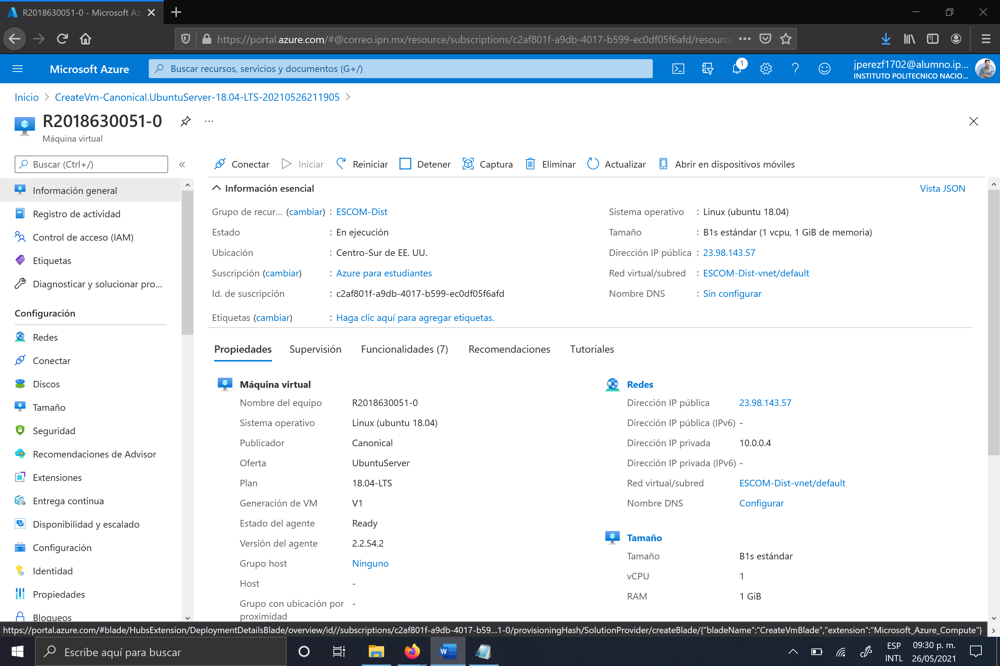 R2018630051-0 - Microsoft Az
https://portal.azure.com/#@correo.ipn.mx/resource/subscriptions/c2af801f-a9db-4017-b599-ec0df05f6afd/resource
Microsoft Azure
Buscar recursos, servicios y documentos (G+/)
1
jperezf1702@alumno.ip...
INSTITUTO POLITECNICO NACIO...
Inicio > CreateVm-Canonical.UbuntuServer-18.04-LTS-20210526211905 >
R2018630051-0 ...
Máquina virtual
Buscar (Ctrl+/) «
Conectar Iniciar Reiniciar Detener Captura Eliminar Actualizar Abrir en dispositivos móviles
Información general
Registro de actividad
Control de acceso (IAM)
Etiquetas
Diagnosticar y solucionar pro...
Configuración
Redes
Conectar
Discos
Tamaño
Seguridad
Recomendaciones de Advisor
Extensiones
Entrega continua
Disponibilidad y escalado
Configuración
Identidad
Propiedades
Bloqueos
Información esencial
Vista JSON
Grupo de recur... (cambiar) : ESCOM-Dist
Estado : En ejecución
Ubicación : Centro-Sur de EE. UU.
Suscripción (cambiar) : Azure para estudiantes
Id. de suscripción : c2af801f-a9db-4017-b599-ec0df05f6afd
Etiquetas (cambiar) : Haga clic aquí para agregar etiquetas.
Sistema operativo : Linux (ubuntu 18.04)
Tamaño : B1s estándar (1 vcpu, 1 GiB de memoria)
Dirección IP pública : 23.98.143.57
Red virtual/subred : ESCOM-Dist-vnet/default
Nombre DNS : Sin configurar
Propiedades Supervisión Funcionalidades (7) Recomendaciones Tutoriales
Máquina virtual
Nombre del equipo R2018630051-0
Sistema operativo Linux (ubuntu 18.04)
Publicador Canonical
Oferta UbuntuServer
Plan 18.04-LTS
Generación de VM V1
Estado del agente Ready
Versión del agente 2.2.54.2
Grupo host Ninguno
Host -
Grupo con ubicación por -
proximidad
Redes
Dirección IP pública 23.98.143.57
Dirección IP pública (IPv6) -
Dirección IP privada 10.0.0.4
Dirección IP privada (IPv6) -
Red virtual/subred ESCOM-Dist-vnet/default
Nombre DNS Configurar
Tamaño
Tamaño B1s estándar
vCPU 1
RAM 1 GiB
https://portal.azure.com/#blade/HubsExtension/DeploymentDetailsBlade/overview/id//subscriptions/c2af801f-a9db-4017-b59...1-0/provisioningHash/SolutionProvider/createBlade/{"bladeName":"CreateVmBlade","extension":"Microsoft_Azure_Compute"}
Escribe aquí para buscar
W
ESP
INTL
09:30 p. m.
26/05/2021